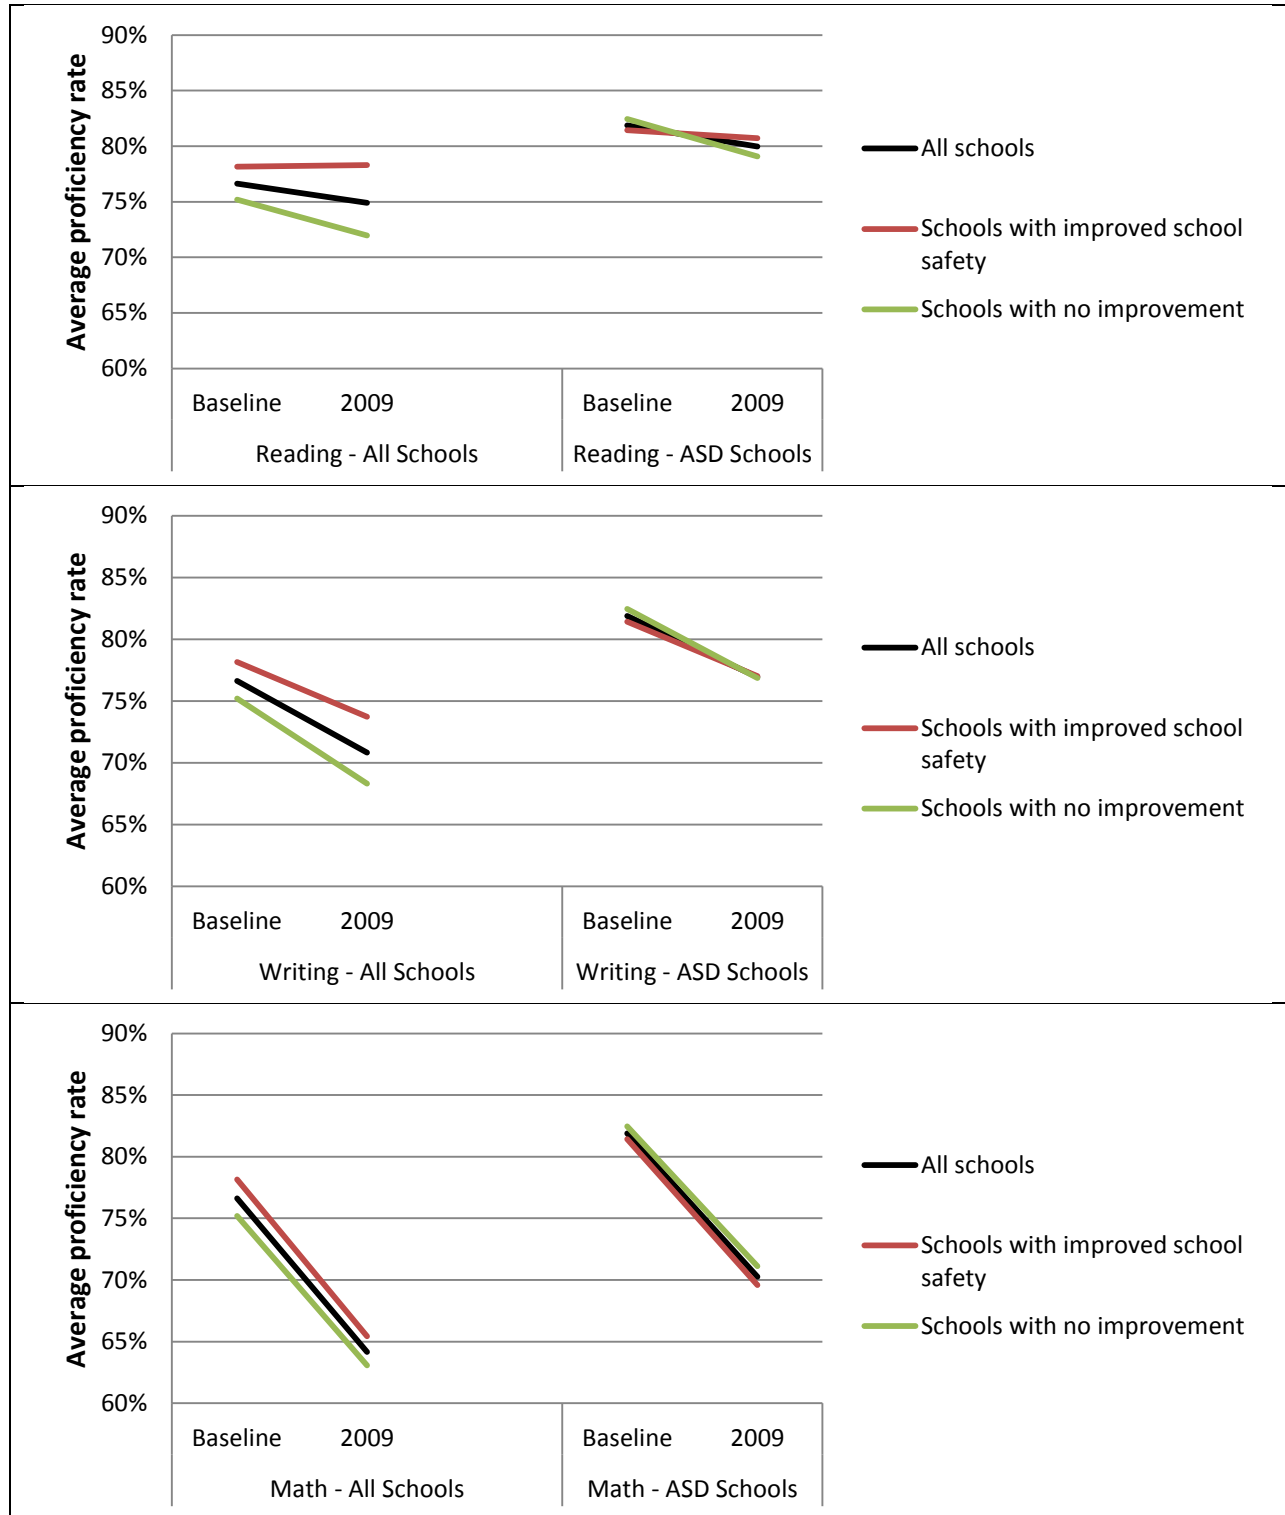 Average proficiency rate
90%
85%
80%
75%
70%
65%
60%
Baseline 2009 Baseline 2009
Reading - All Schools Reading - ASD Schools
All schools
Schools with improved school
safety
Schools with no improvement
Average proficiency rate
90%
85%
80%
75%
70%
65%
60%
Baseline 2009 Baseline 2009
Writing - All Schools Writing - ASD Schools
All schools
Schools with improved school
safety
Schools with no improvement
Average proficiency rate
90%
85%
80%
75%
70%
65%
60%
Baseline 2009 Baseline 2009
Math - All Schools Math - ASD Schools
All schools
Schools with improved school
safety
Schools with no improvement